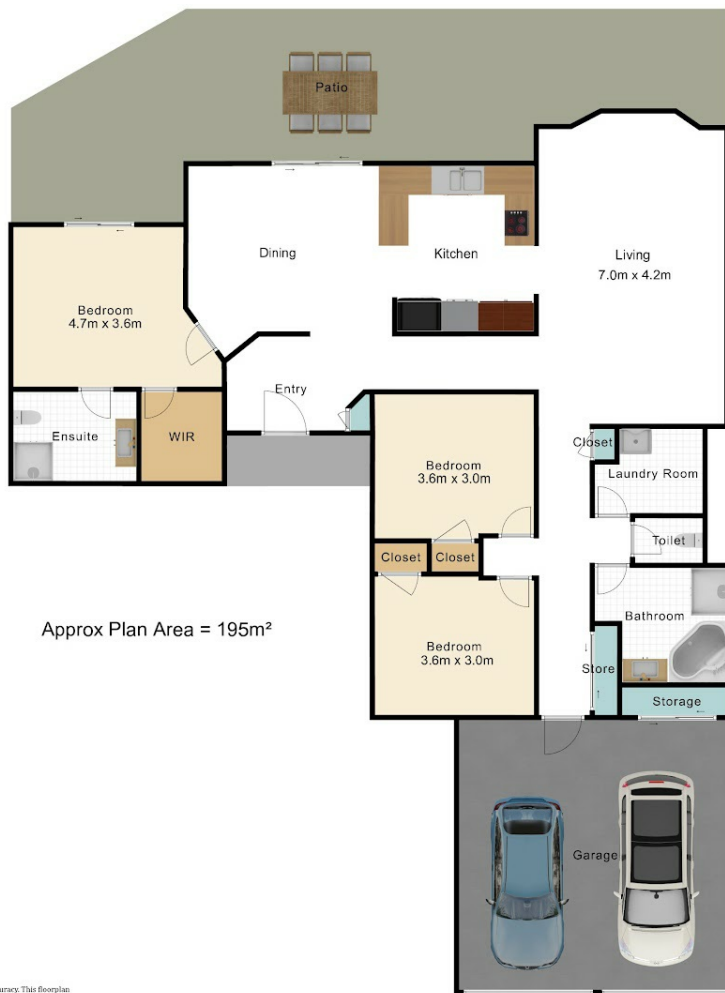 Patio
Dining
Kitchen
Living
7.0m x 4.2m
Bedroom
4.7m x 3.6m
Entry
Ensuite
WIR
Closet
Laundry Room
Bedroom
3.6m x 3.0m
Toilet
Closet
Closet
Bathroom
Approx Plan Area = 195m²
Bedroom
3.6m x 3.0m
Store
Storage
Garage
uracy. This floorplan